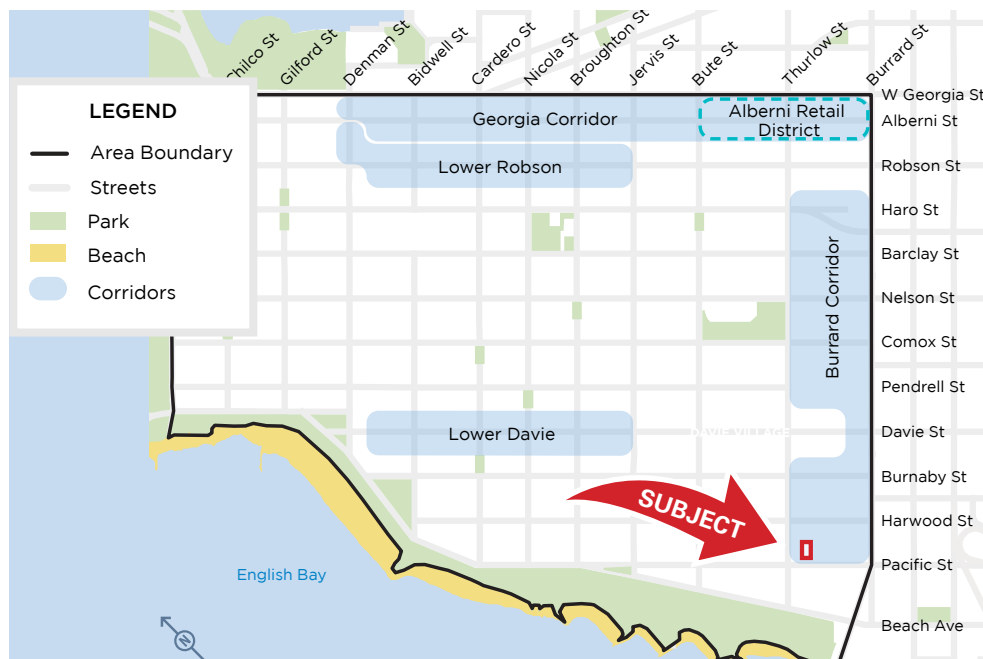 Chilco St
Gilford St
Denman St
Bidwell St
Cardero St
Nicola St
Broughton St
Jervis St
Bute St
Thurlow St
Burrard St
LEGEND
Area Boundary
Streets
Park
Beach
Corridors
Georgia Corridor
Alberni Retail
District
Lower Robson
Burrard Corridor
Lower Davie
DAVIE VILLAGE
SUBJECT
English Bay
N
W Georgia St
Alberni St
Robson St
Haro St
Barclay St
Nelson St
Comox St
Pendrell St
Davie St
Burnaby St
Harwood St
Pacific St
Beach Ave